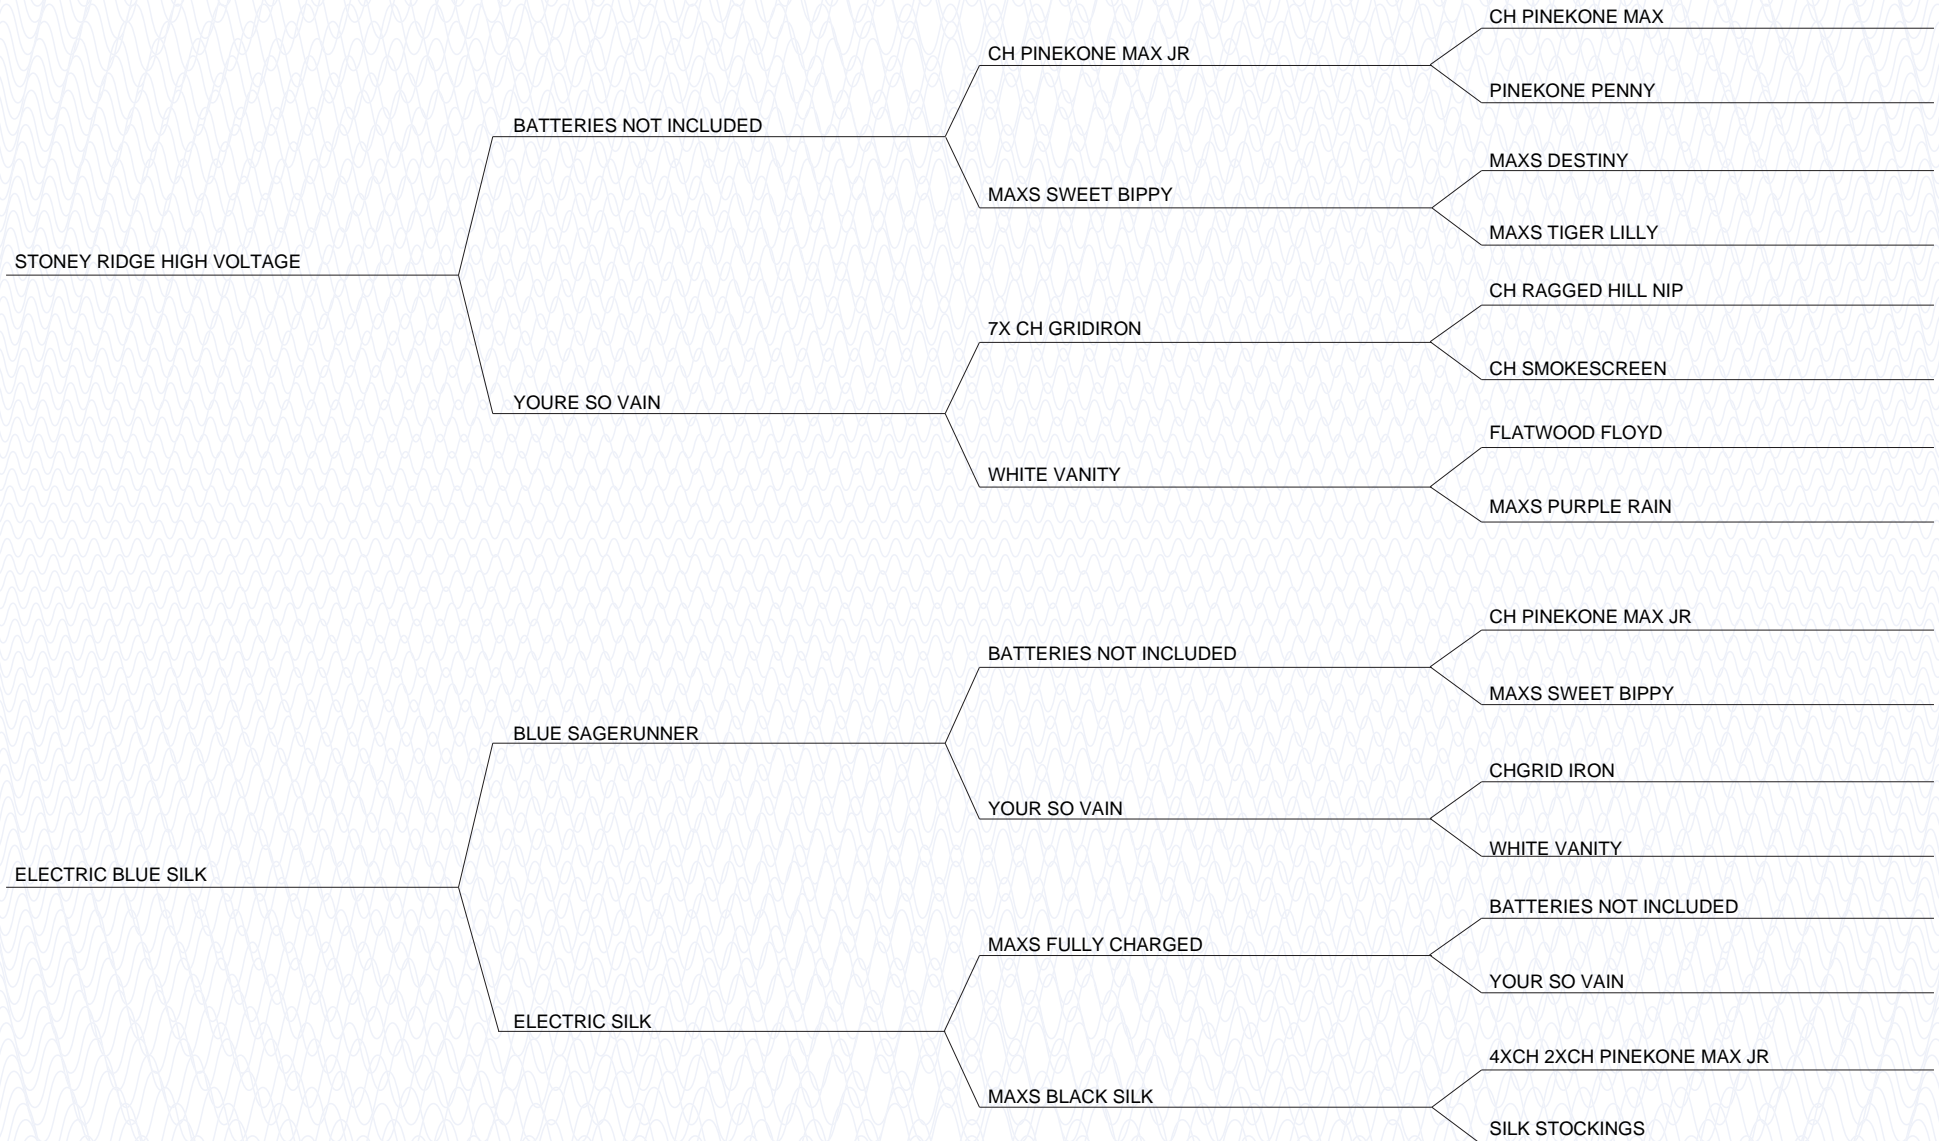 CH PINEKONE MAX
CH PINEKONE MAX JR
PINEKONE PENNY
BATTERIES NOT INCLUDED
MAXS DESTINY
MAXS SWEET BIPPY
MAXS TIGER LILLY
STONEY RIDGE HIGH VOLTAGE
CH RAGGED HILL NIP
7X CH GRIDIRON
CH SMOKESCREEN
YOURE SO VAIN
FLATWOOD FLOYD
WHITE VANITY
MAXS PURPLE RAIN
CH PINEKONE MAX JR
BATTERIES NOT INCLUDED
MAXS SWEET BIPPY
BLUE SAGERUNNER
CHGRID IRON
YOUR SO VAIN
WHITE VANITY
ELECTRIC BLUE SILK
BATTERIES NOT INCLUDED
MAXS FULLY CHARGED
YOUR SO VAIN
ELECTRIC SILK
4XCH 2XCH PINEKONE MAX JR
MAXS BLACK SILK
SILK STOCKINGS